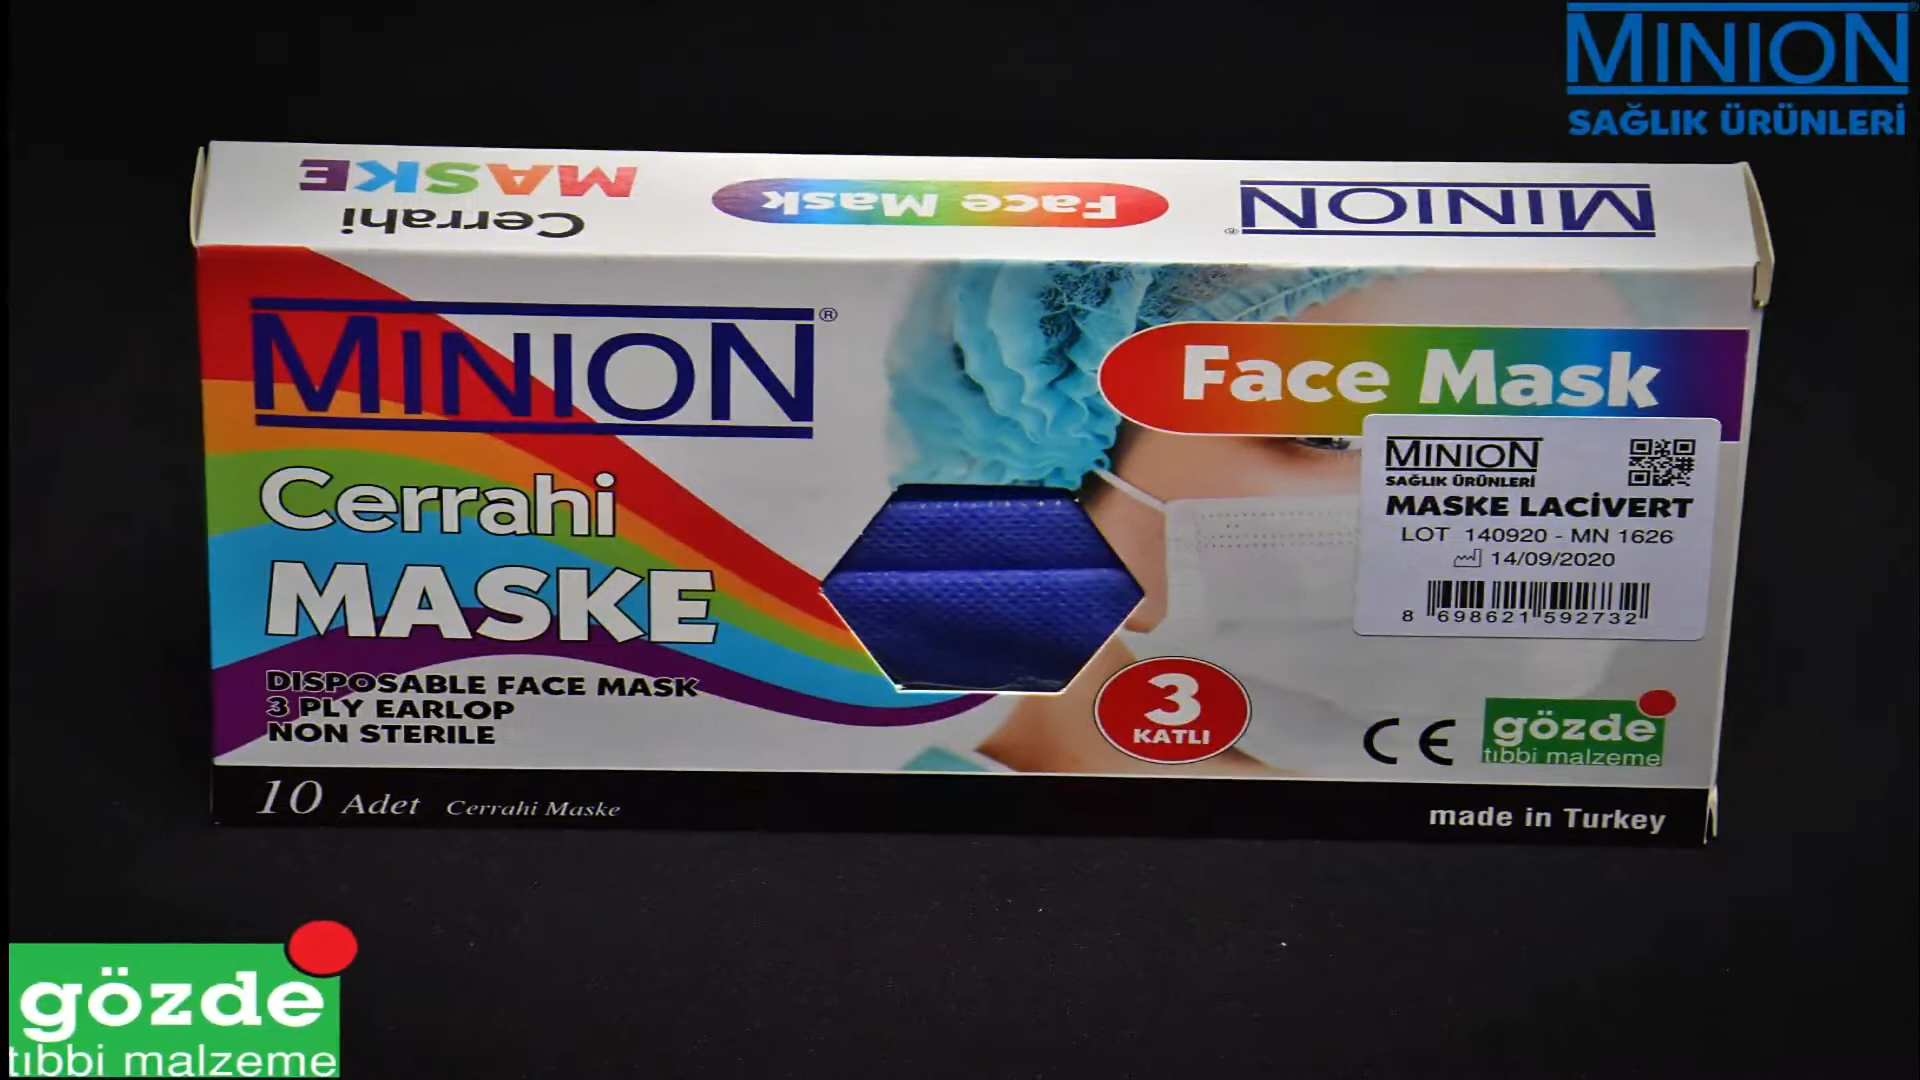 MINION®
SAĞLIK ÜRÜNLERİ
Cerrahi
MASKE
Face Mask
MINION®
MINION®
Cerrahi
MASKE
DISPOSABLE FACE MASK
3 PLY EARLOP
NON STERILE
Face Mask
MINION
SAĞLIK ÜRÜNLERİ
MASKE LACİVERT
LOT 140920 - MN 1626
14/09/2020
8 698621 592732
3
KATLI
CE
gözde
tıbbi malzeme
10 Adet Cerrahi Maske
made in Turkey
gözde
tıbbi malzeme